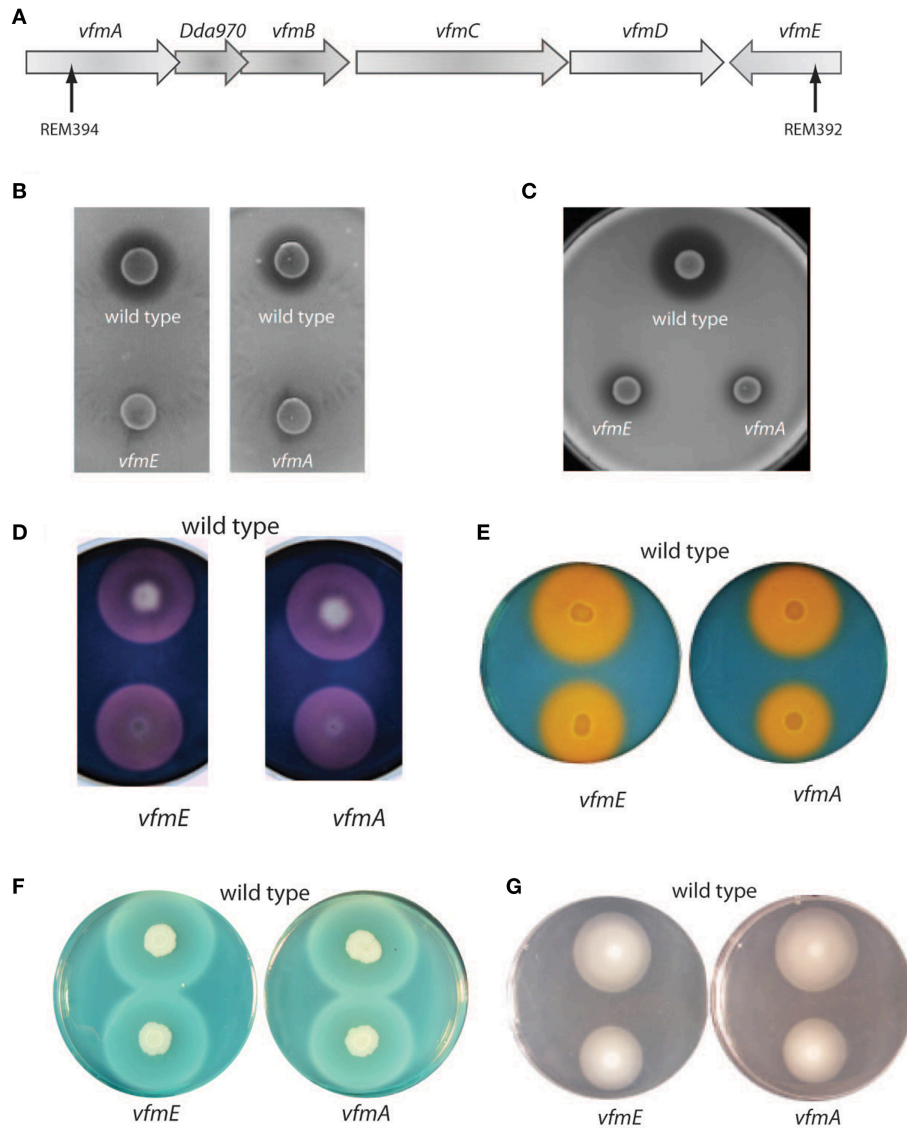 A
vfmA Dda970 vfmB vfmC vfmD vfmE
REM394 REM392
B
wild type wild type
vfmE vfmA
C
wild type
vfmE vfmA
D
wild type
vfmE vfmA
E
wild type
vfmE vfmA
F
wild type
vfmE vfmA
G
wild type
vfmE vfmA